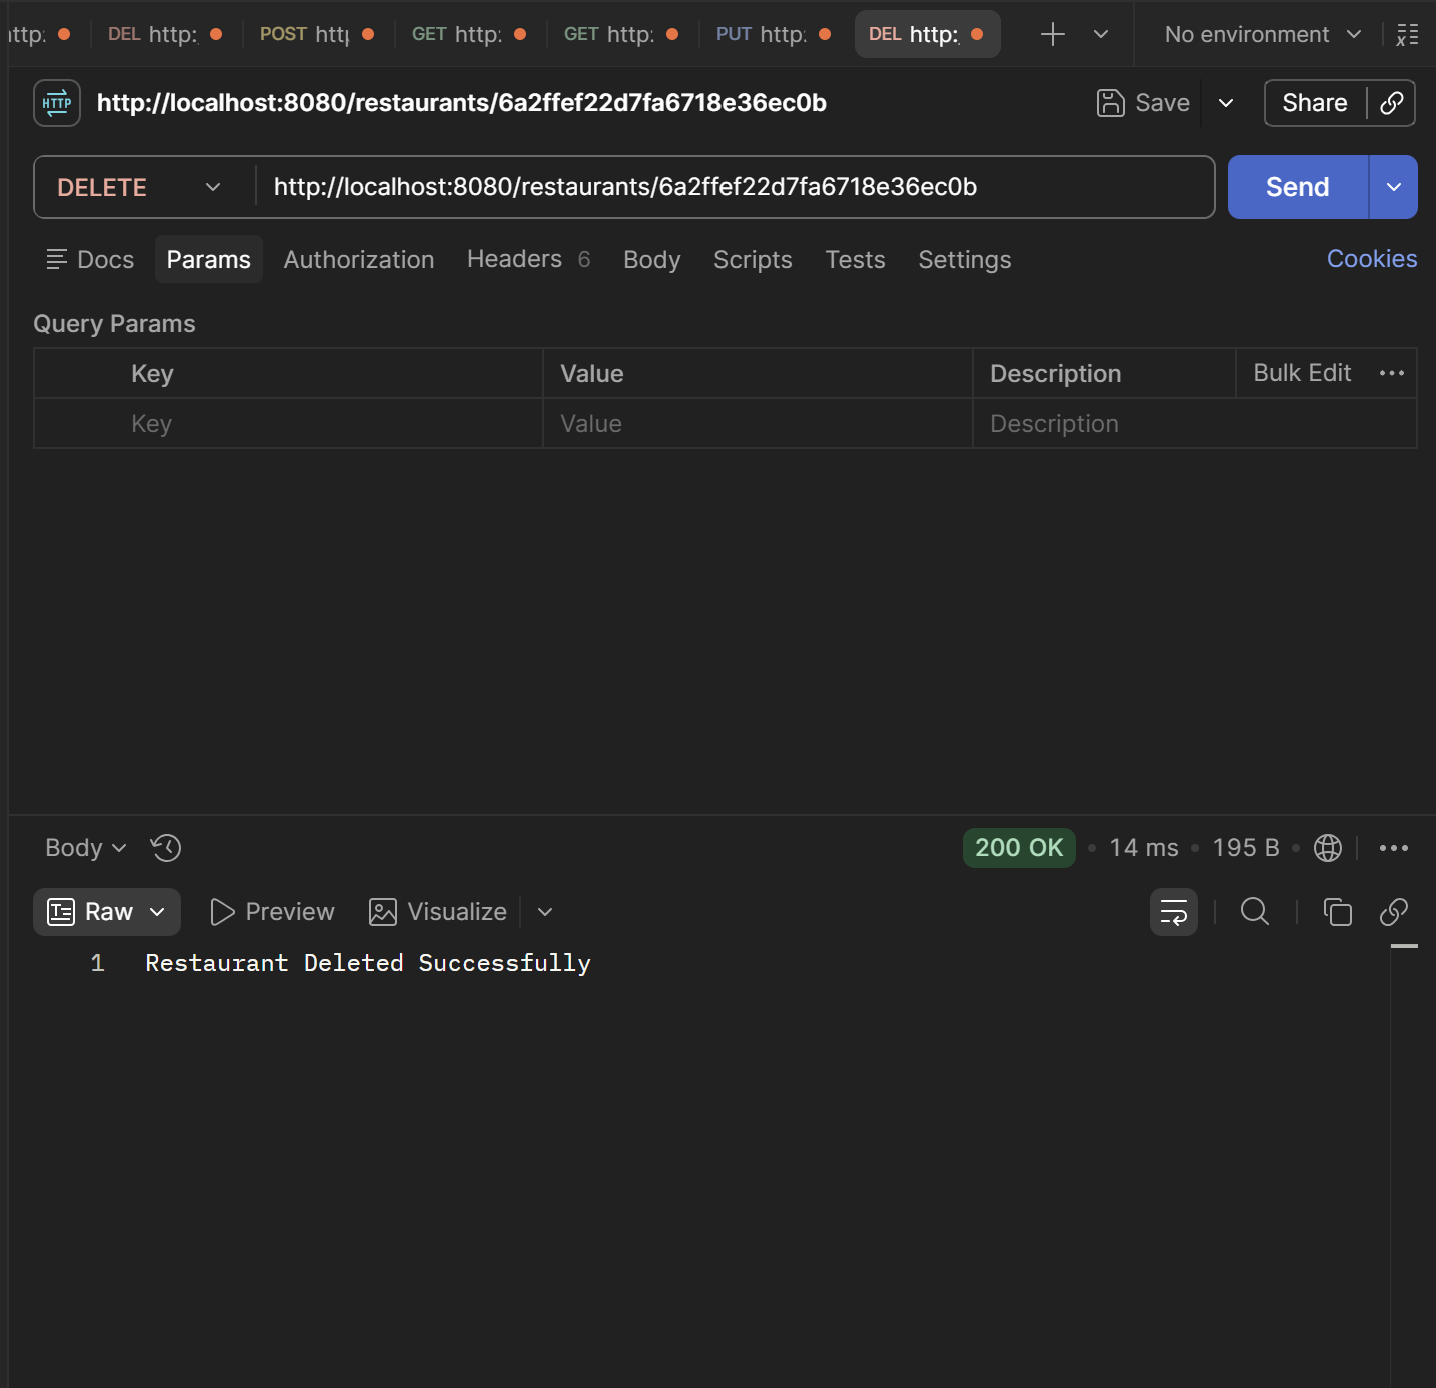 DEL http: POST GET http: GET http: PUT http: DEL http: No environment
HTTP http://localhost:8080/restaurants/6a2ffef22d7fa6718e36ec0b Save Share
DELETE http://localhost:8080/restaurants/6a2ffef22d7fa6718e36ec0b Send
Docs Params Authorization Headers 6 Body Scripts Tests Settings Cookies
Query Params
Key Value Description Bulk Edit
Key Value Description
Body 200 OK 14 ms 195 B
Raw Preview Visualize
1 Restaurant Deleted Successfully